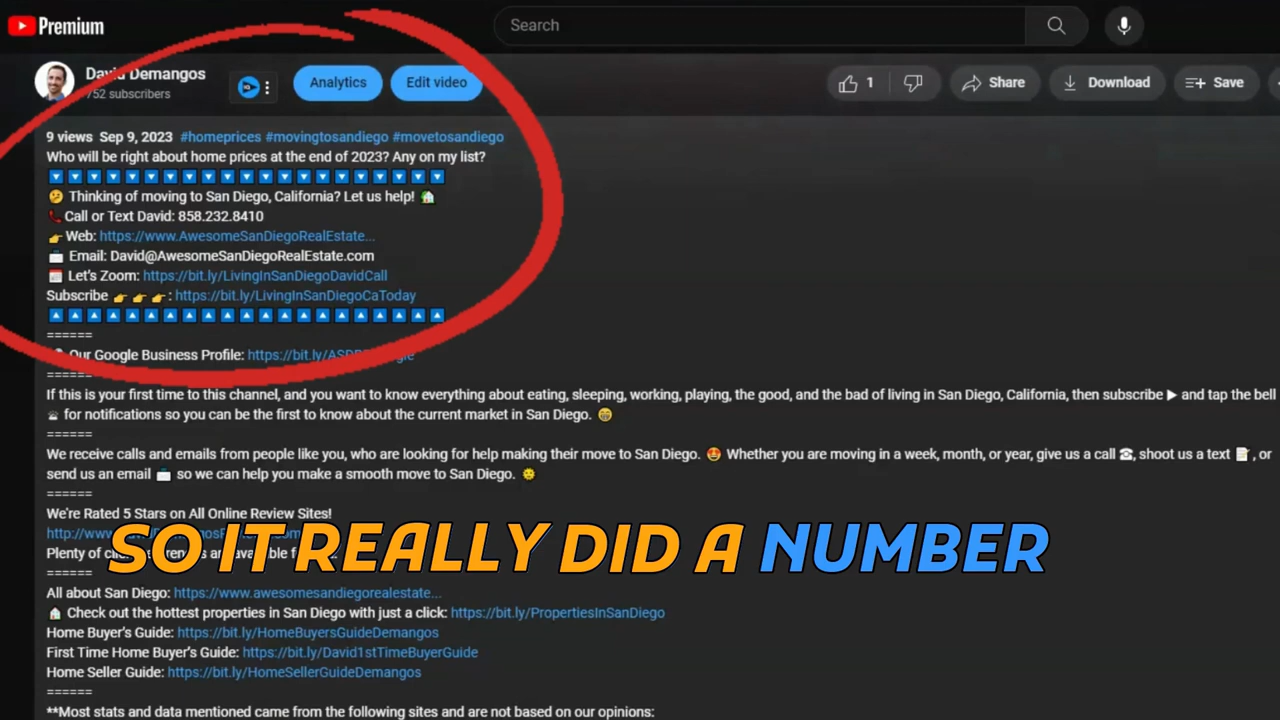 Premium
Search
David Demangos
752 subscribers
Analytics
Edit video
1
Share
Download
Save
9 views Sep 9, 2023 #homeprices #movingtosandiego #movetosandiego
Who will be right about home prices at the end of 2023? Any on my list?
🤔 Thinking of moving to San Diego, California? Let us help! 🏡
📞Call or Text David: 858.232.8410
👉Web: https://www.AwesomeSanDiegoRealEstate...
📩 Email: David@AwesomeSanDiegoRealEstate.com
📅 Let's Zoom: https://bit.ly/LivingInSanDiegoDavidCall
Subscribe 👉 👉 👉 : https://bit.ly/LivingInSanDiegoCaToday
======
Our Google Business Profile: https://bit.ly/
======
If this is your first time to this channel, and you want to know everything about eating, sleeping, working, playing, the good, and the bad of living in San Diego, California, then subscribe ▶ and tap the bell
🛎 for notifications so you can be the first to know about the current market in San Diego. 😁
======
We receive calls and emails from people like you, who are looking for help making their move to San Diego. 😍 Whether you are moving in a week, month, or year, give us a call ☎, shoot us a text 📝 , or
send us an email 📩 so we can help you make a smooth move to San Diego. 🌞
======
We're Rated 5 Stars on All Online Review Sites!
SO IT REALLY DID A NUMBER
Plenty of
======
All about San Diego: https://www.awesomesandiegorealestate...
🏠 Check out the hottest properties in San Diego with just a click: https://bit.ly/PropertiesInSanDiego
Home Buyer's Guide: https://bit.ly/HomeBuyersGuideDemangos
First Time Home Buyer's Guide: https://bit.ly/David1stTimeBuyerGuide
Home Seller Guide: https://bit.ly/HomeSellerGuideDemangos
======
**Most stats and data mentioned came from the following sites and are not based on our opinions: